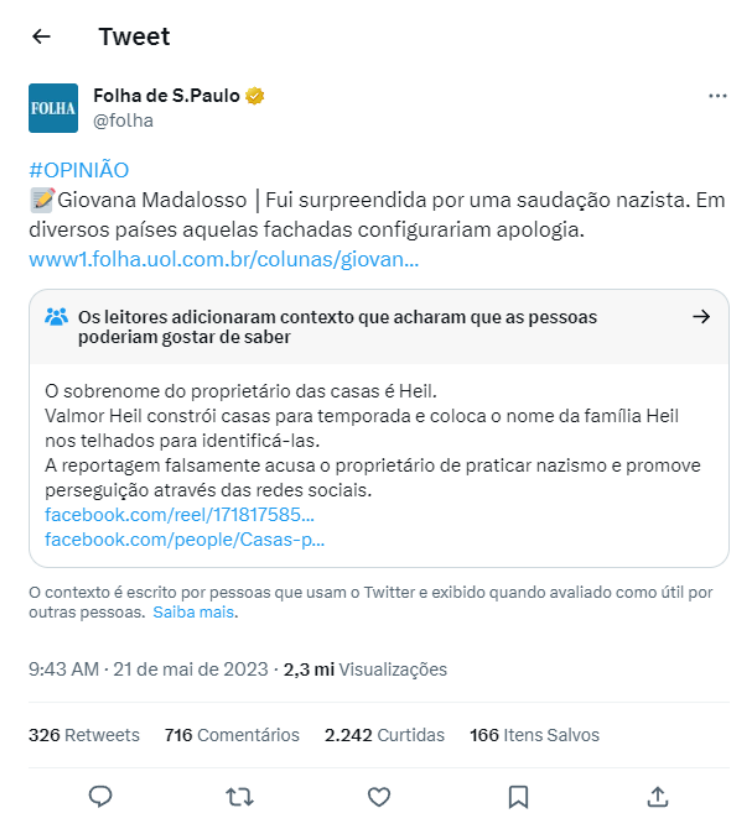 Tweet
FOLHA
Folha de S.Paulo
@folha
#OPINIÃO
Giovana Madalosso | Fui surpreendida por uma saudação nazista. Em
diversos países aquelas fachadas configurariam apologia.
www1.folha.uol.com.br/colunas/giovan...
Os leitores adicionaram contexto que acharam que as pessoas
poderiam gostar de saber
O sobrenome do proprietário das casas é Heil.
Valmor Heil constrói casas para temporada e coloca o nome da família Heil
nos telhados para identificá-las.
A reportagem falsamente acusa o proprietário de praticar nazismo e promove
perseguição através das redes sociais.
facebook.com/reel/171817585...
facebook.com/people/Casas-p...
O contexto é escrito por pessoas que usam o Twitter e exibido quando avaliado como útil por
outras pessoas. Saiba mais.
9:43 AM · 21 de mai de 2023 · 2,3 mi Visualizações
326 Retweets 716 Comentários 2.242 Curtidas 166 Itens Salvos